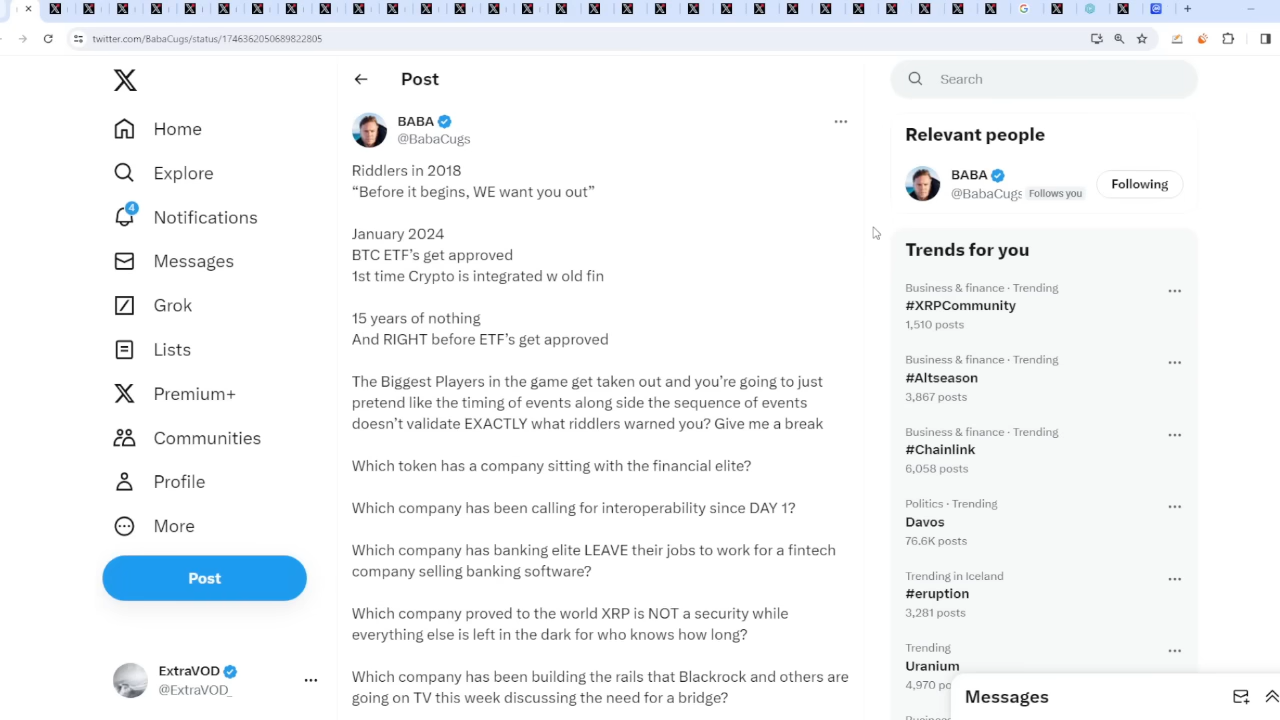 twitter.com/BabaCugs/status/1746362050689822805
Home
Explore
4
Notifications
Messages
Grok
Lists
Premium+
Communities
Profile
More
Post
ExtraVOD
@ExtraVOD_
Post
BABA
@BabaCugs
Riddlers in 2018
“Before it begins, WE want you out”
January 2024
BTC ETF’s get approved
1st time Crypto is integrated w old fin
15 years of nothing
And RIGHT before ETF’s get approved
The Biggest Players in the game get taken out and you’re going to just
pretend like the timing of events along side the sequence of events
doesn’t validate EXACTLY what riddlers warned you? Give me a break
Which token has a company sitting with the financial elite?
Which company has been calling for interoperability since DAY 1?
Which company has banking elite LEAVE their jobs to work for a fintech
company selling banking software?
Which company proved to the world XRP is NOT a security while
everything else is left in the dark for who knows how long?
Which company has been building the rails that Blackrock and others are
going on TV this week discussing the need for a bridge?
Search
Relevant people
BABA
@BabaCugs Follows you
Following
Trends for you
Business & finance · Trending
#XRPCommunity
1,510 posts
Business & finance · Trending
#Altseason
3,867 posts
Business & finance · Trending
#Chainlink
6,058 posts
Politics · Trending
Davos
76.6K posts
Trending in Iceland
#eruption
3,281 posts
Trending
Uranium
4,970
Messages